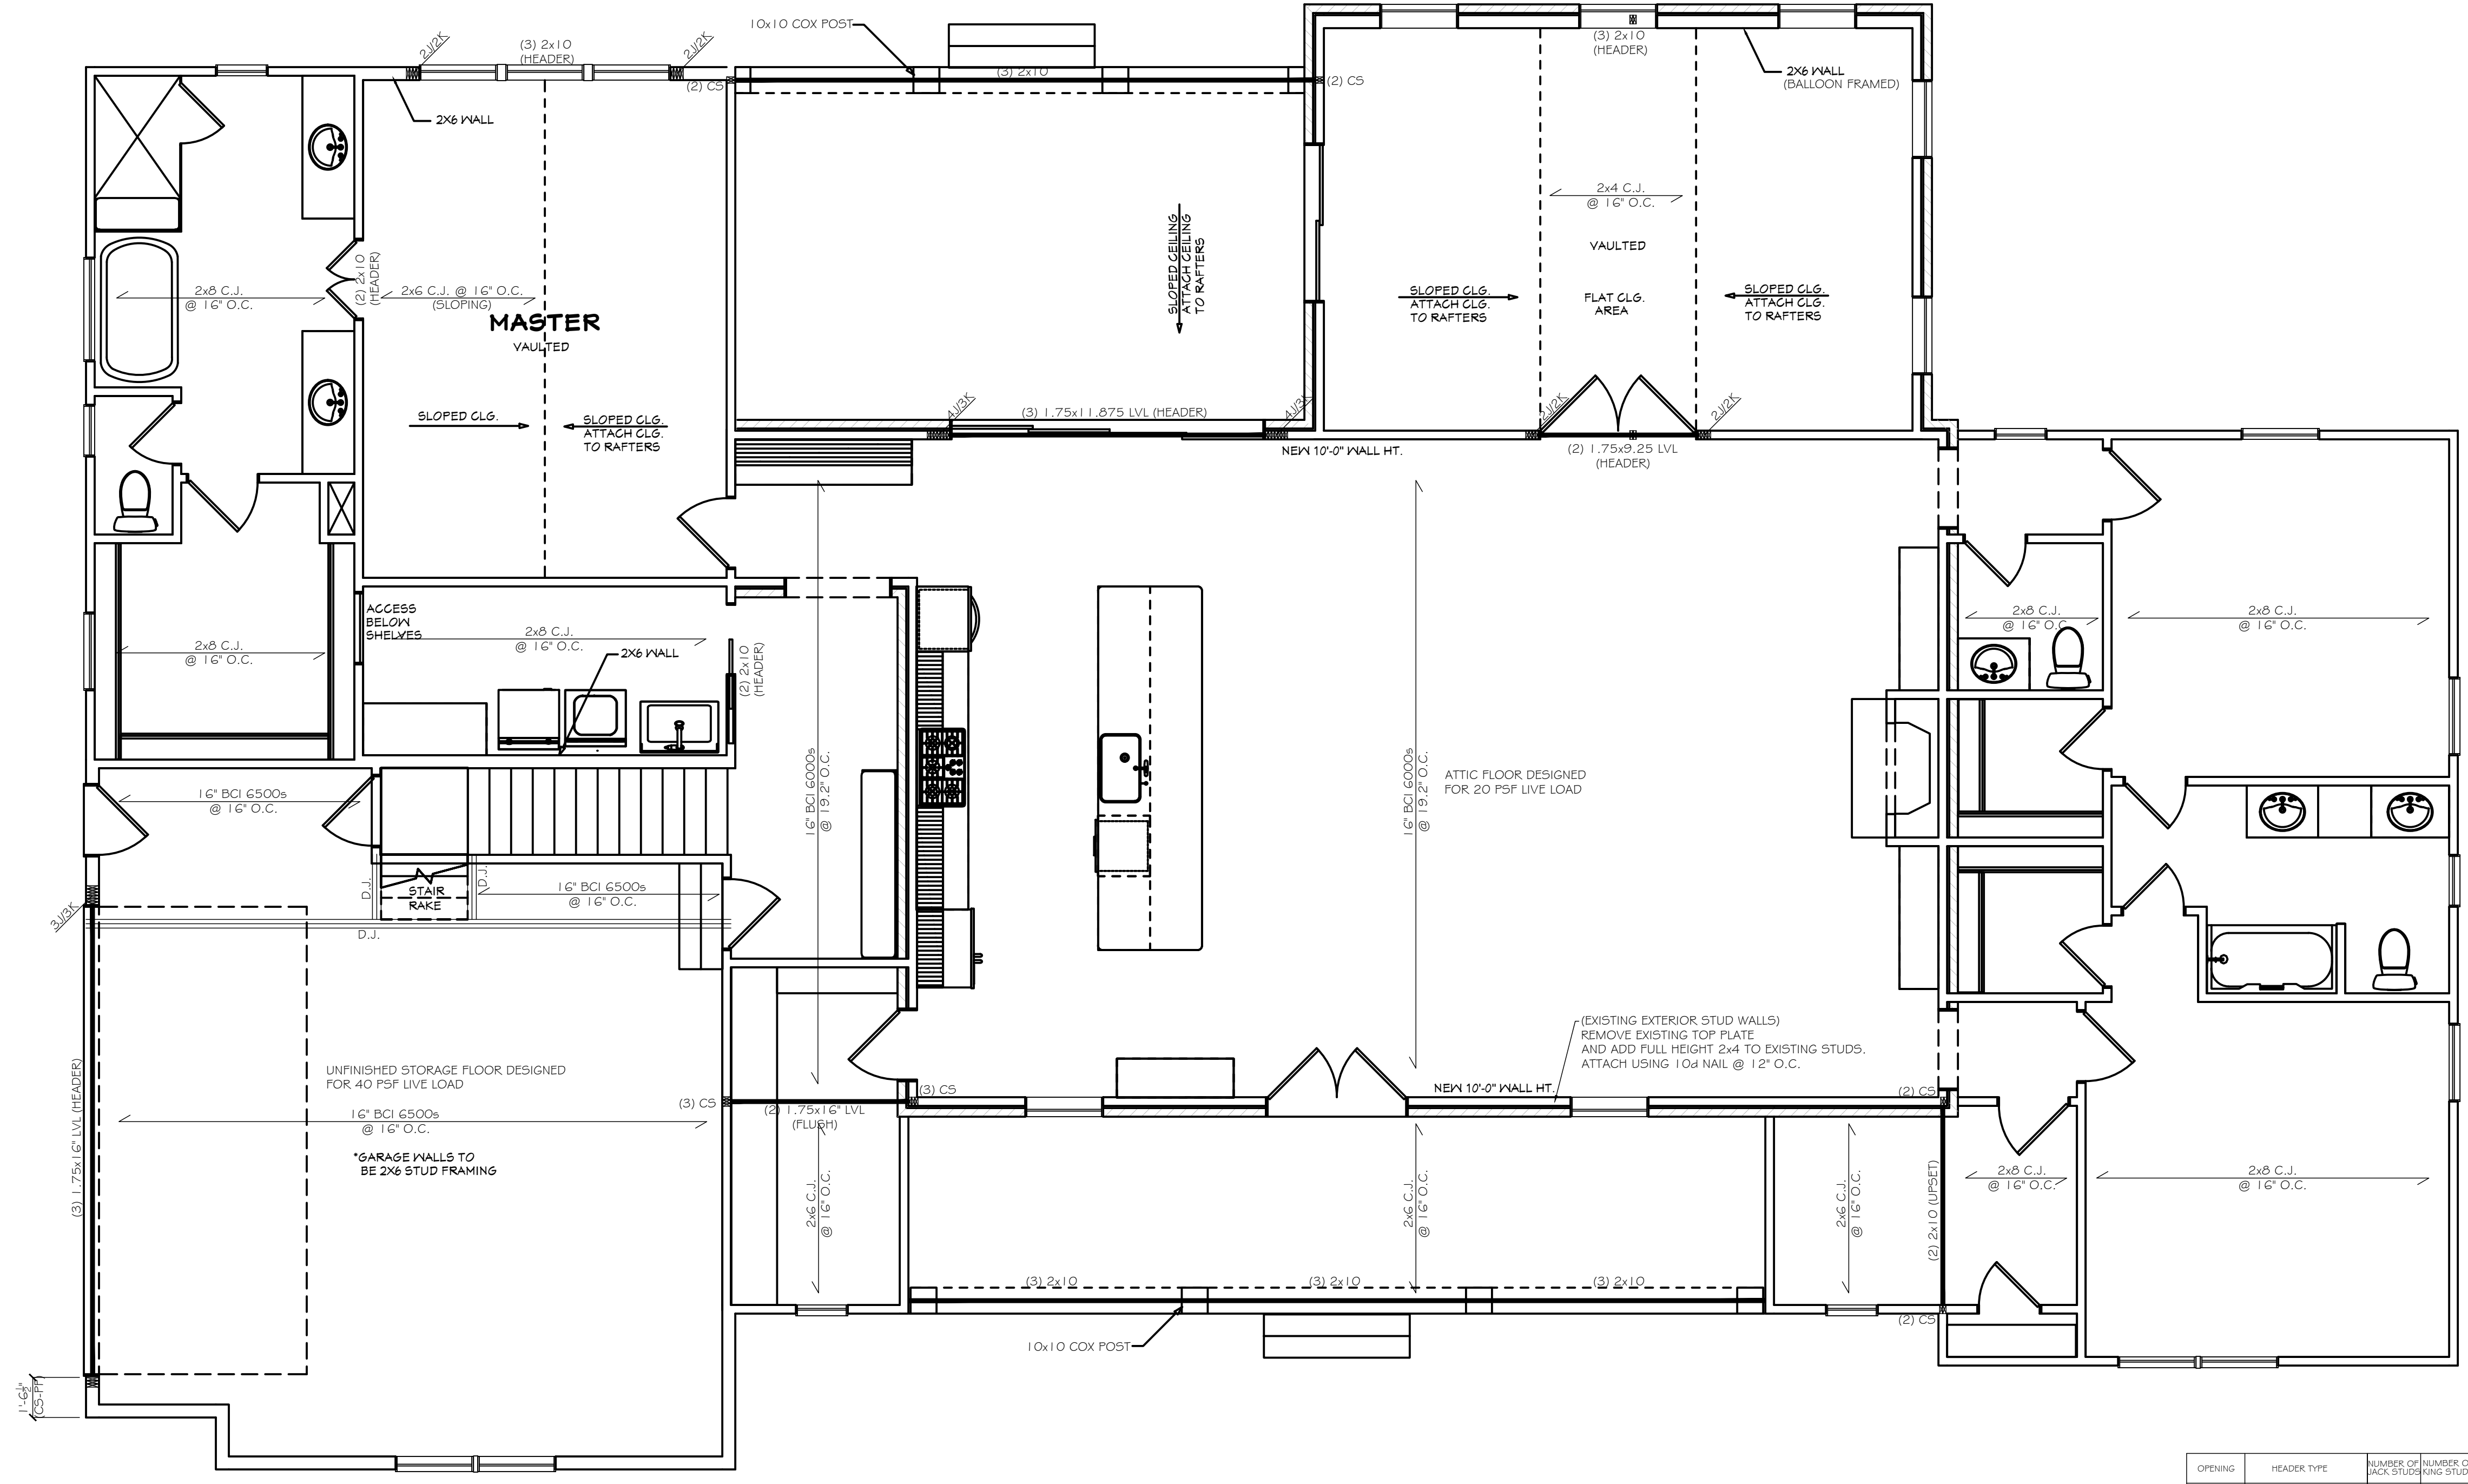 10x10 COX POST
2J/2K
(3) 2x10
(HEADER)
2J/2K
(2) CS
(3) 2x10
(2) CS
(3) 2x10
(HEADER)
2X6 WALL
(BALLOON FRAMED)
2X6 WALL
2x4 C.J.
@ 16" O.C.
VAULTED
SLOPED CEILING
ATTACH CEILING
TO RAFTERS
2x8 C.J.
@ 16" O.C.
(2) 2x10
(HEADER)
2x6 C.J. @ 16" O.C.
(SLOPING)
MASTER
VAULTED
SLOPED CLG.
ATTACH CLG.
TO RAFTERS
FLAT CLG.
AREA
SLOPED CLG.
ATTACH CLG.
TO RAFTERS
SLOPED CLG.
SLOPED CLG.
ATTACH CLG.
TO RAFTERS
4J/3K
(3) 1.75x11.875 LVL (HEADER)
4J/3K
2J/2K
2J/2K
NEW 10'-0" WALL HT.
(2) 1.75x9.25 LVL
(HEADER)
ACCESS
BELOW
SHELVES
2x8 C.J.
@ 16" O.C.
2x8 C.J.
@ 16" O.C.
2X6 WALL
(2) 2x10
(HEADER)
2x8 C.J.
@ 16" O.C.
2x8 C.J.
@ 16" O.C.
16" BCI 6500s
@ 16" O.C.
16" BCI 6000s
@ 19.2" O.C.
16" BCI 6000s
@ 19.2" O.C.
ATTIC FLOOR DESIGNED
FOR 20 PSF LIVE LOAD
D.J.
STAIR
RAKE
D.J.
16" BCI 6500s
@ 16" O.C.
3J/3K
D.J.
(EXISTING EXTERIOR STUD WALLS)
REMOVE EXISTING TOP PLATE
AND ADD FULL HEIGHT 2x4 TO EXISTING STUDS.
ATTACH USING 10d NAIL @ 12" O.C.
UNFINISHED STORAGE FLOOR DESIGNED
FOR 40 PSF LIVE LOAD
(3) 1.75x16" LVL (HEADER)
16" BCI 6500s
@ 16" O.C.
*GARAGE WALLS TO
BE 2X6 STUD FRAMING
(3) CS
(3) CS
(2) 1.75x16" LVL
(FLUSH)
NEW 10'-0" WALL HT.
(2) CS
2x6 C.J.
@ 16" O.C.
2x6 C.J.
@ 16" O.C.
2x6 C.J.
@ 16" O.C.
(2) 2x10 (UPSET)
2x8 C.J.
@ 16" O.C.
2x8 C.J.
@ 16" O.C.
(3) 2x10
(3) 2x10
(3) 2x10
(2) CS
10x10 COX POST
1'-6½"
(CS-PF)
OPENING
HEADER TYPE
NUMBER OF
JACK STUDS
NUMBER O
KING STUD